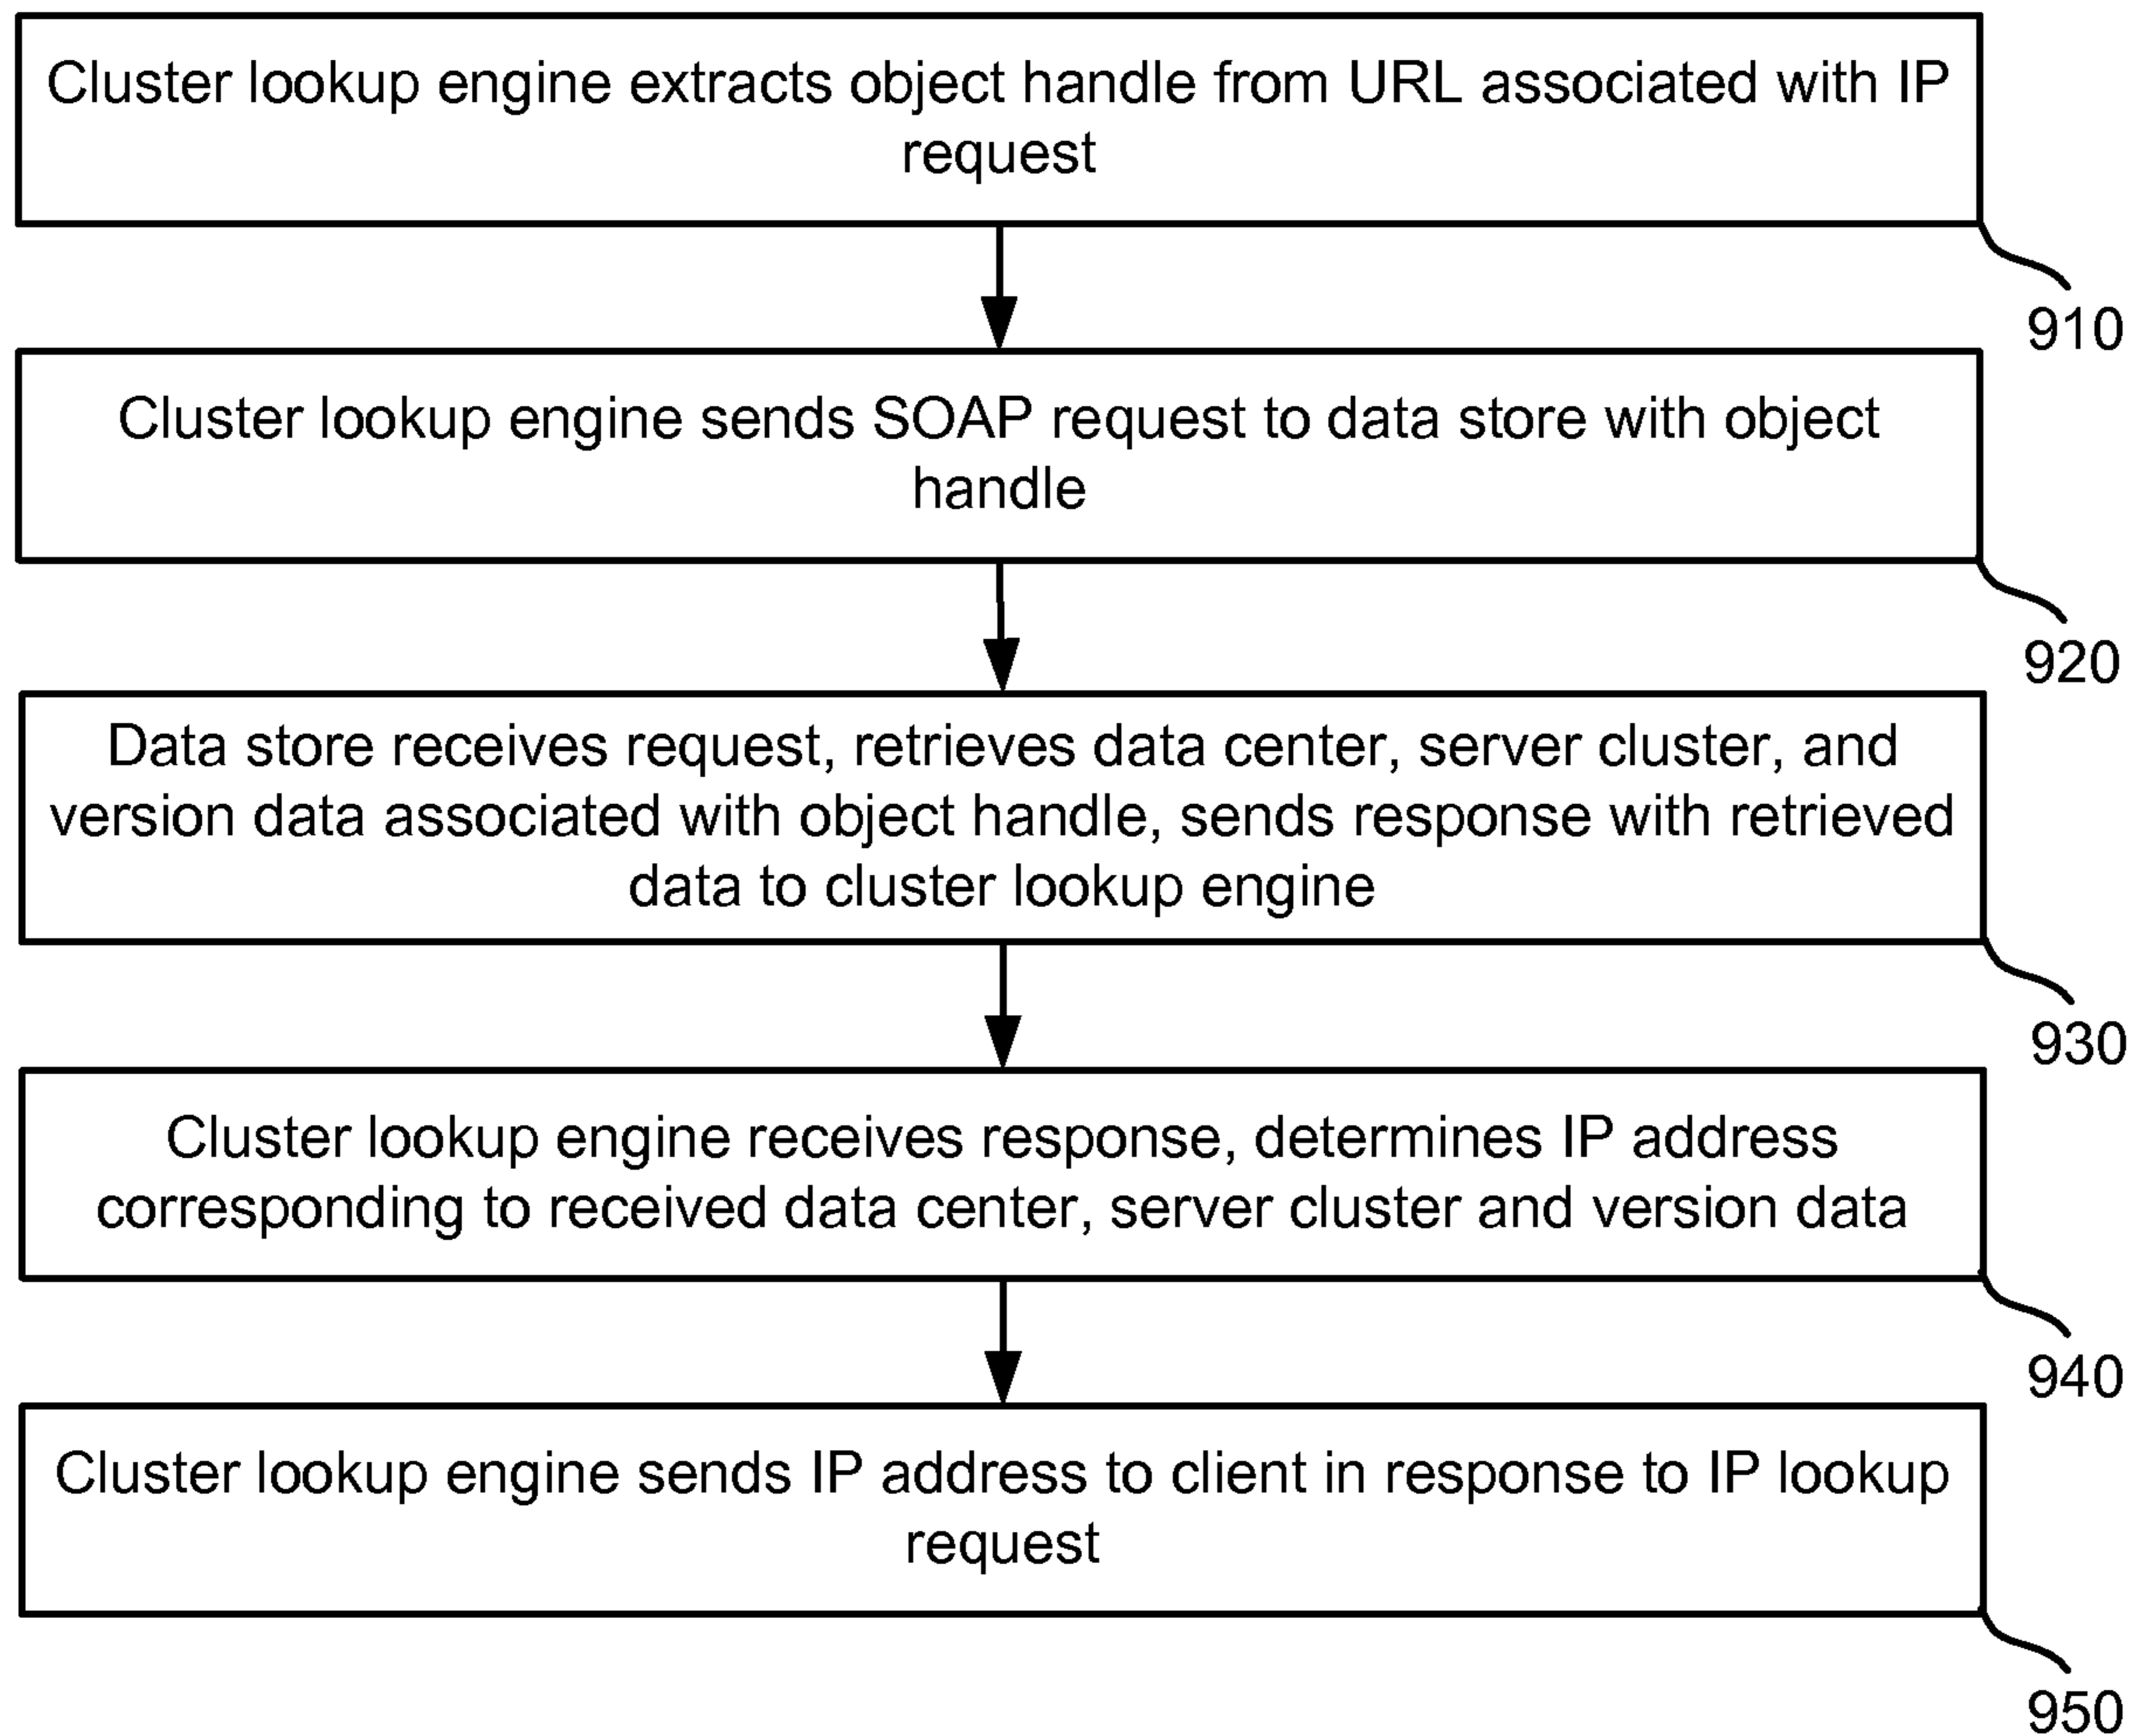 Cluster lookup engine extracts object handle from URL associated with IP
request
910
Cluster lookup engine sends SOAP request to data store with object
handle
920
Data store receives request, retrieves data center, server cluster, and
version data associated with object handle, sends response with retrieved
data to cluster lookup engine
930
Cluster lookup engine receives response, determines IP address
corresponding to received data center, server cluster and version data
940
Cluster lookup engine sends IP address to client in response to IP lookup
request
950